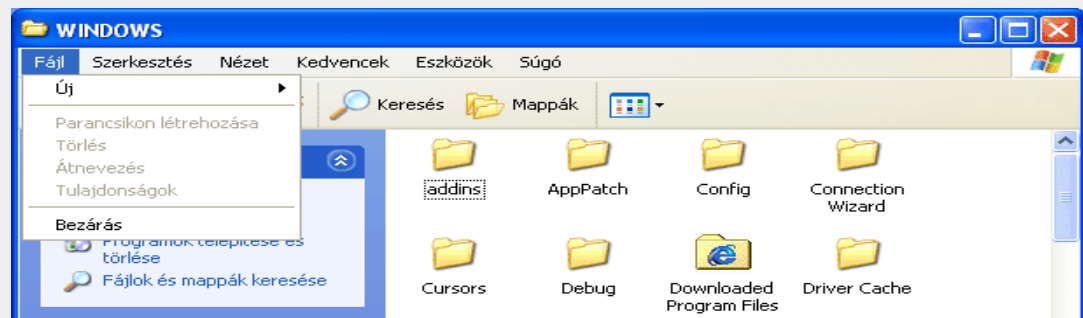 WINDOWS
Fájl Szerkesztés Nézet Kedvencek Eszközök Súgó
Új
Keresés Mappák
Parancsikon létrehozása
Törlés
Átnevezés
Tulajdonságok
Bezárás
Programok telepítése és
törlése
Fájlok és mappák keresése
addins AppPatch Config Connection
Wizard
Cursors Debug Downloaded Driver Cache
Program Files